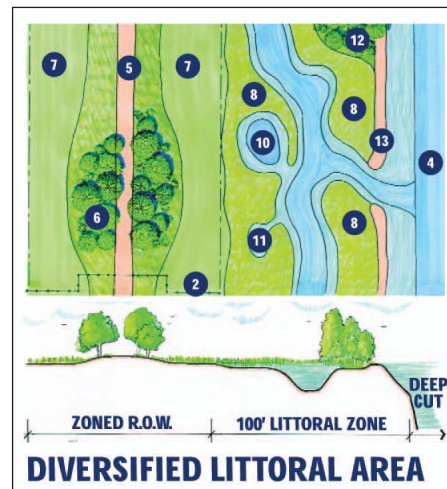 7 5 7 12
8 8
10 13 4
6 11 8
2
DEEP
CUT
ZONED R.O.W. 100' LITTORAL ZONE
DIVERSIFIED LITTORAL AREA